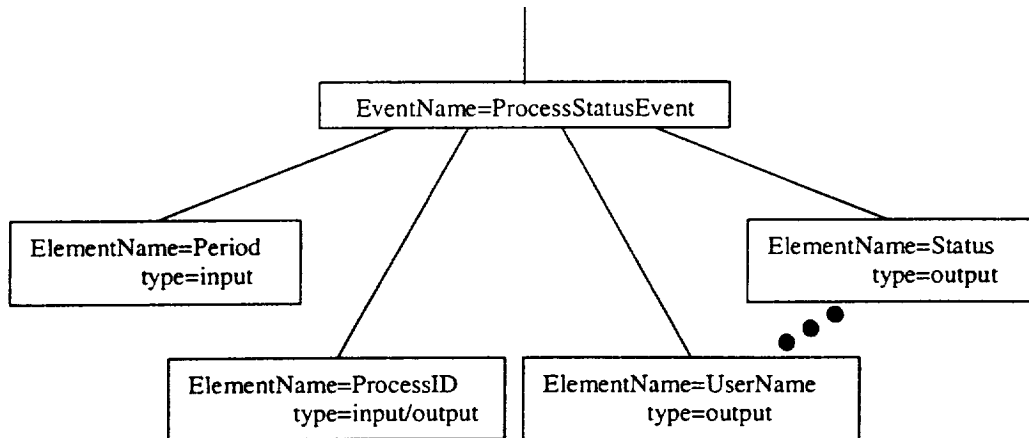 EventName=ProcessStatusEvent
ElementName=Period
type=input
ElementName=Status
type=output
ElementName=ProcessID
type=input/output
ElementName=UserName
type=output